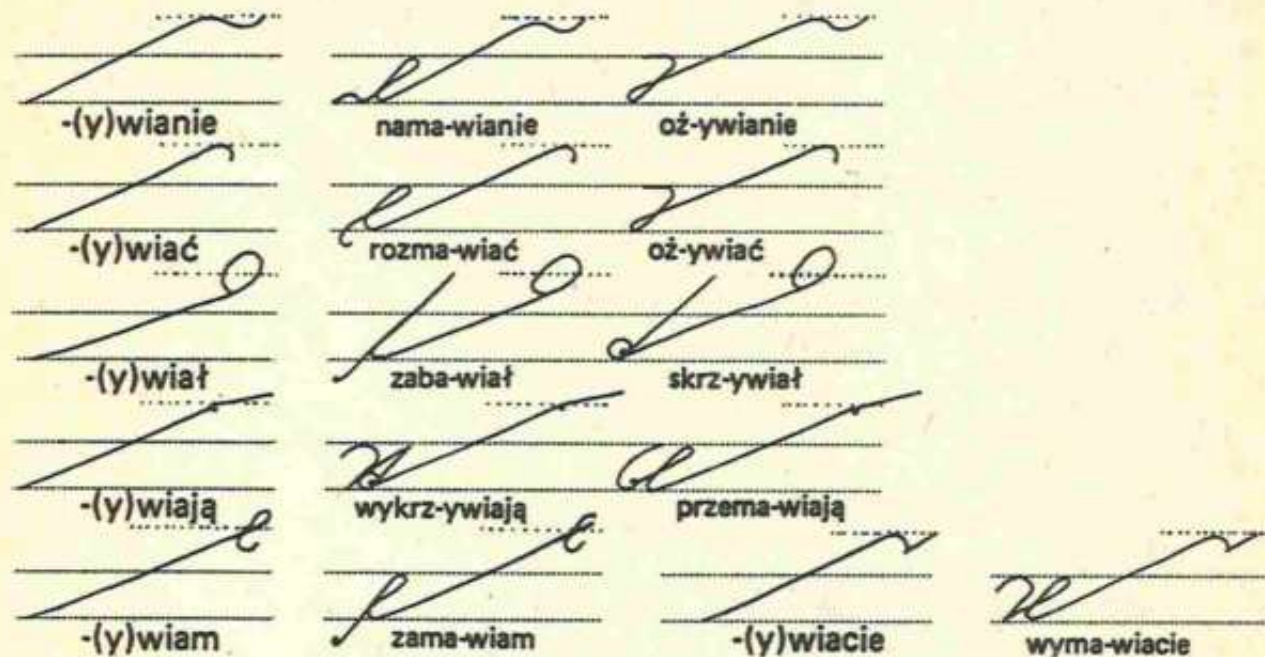 -(y)wianie nama-wianie oż-ywianie
-(y)wiać rozma-wiać oż-ywiać
-(y)wiał zaba-wiał skrz-ywiał
-(y)wiają wykrz-ywiają przema-wiają
-(y)wiam zama-wiam -(y)wiacie wyma-wiacie